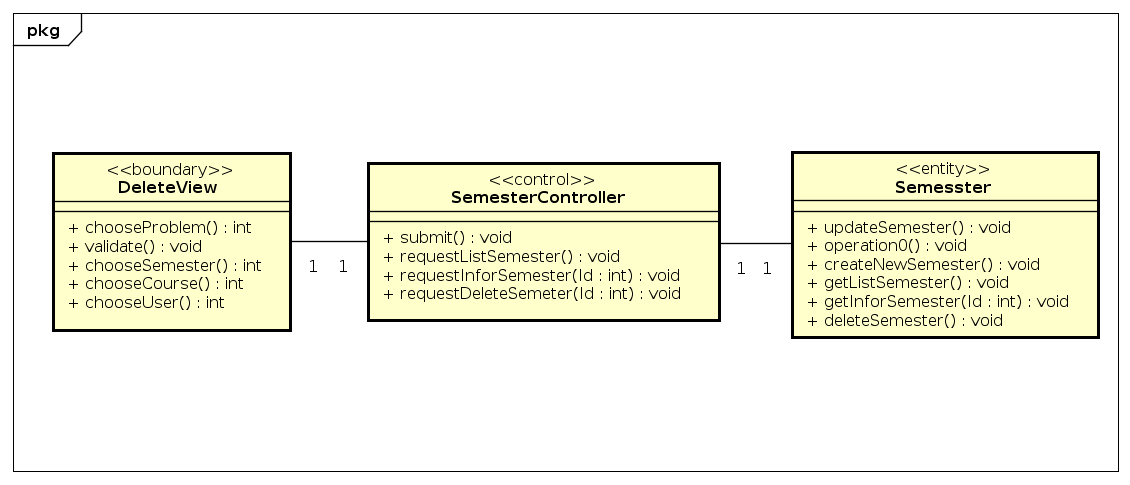 pkg
<<boundary>>
DeleteView
+ chooseProblem() : int
+ validate() : void
+ chooseSemester() : int
+ chooseCourse() : int
+ chooseUser() : int
1 1
<<control>>
SemesterController
+ submit() : void
+ requestListSemester() : void
+ requestInforSemester(Id : int) : void
+ requestDeleteSemeter(Id : int) : void
1 1
<<entity>>
Semesster
+ updateSemester() : void
+ operation0() : void
+ createNewSemester() : void
+ getListSemester() : void
+ getInforSemester(Id : int) : void
+ deleteSemester() : void